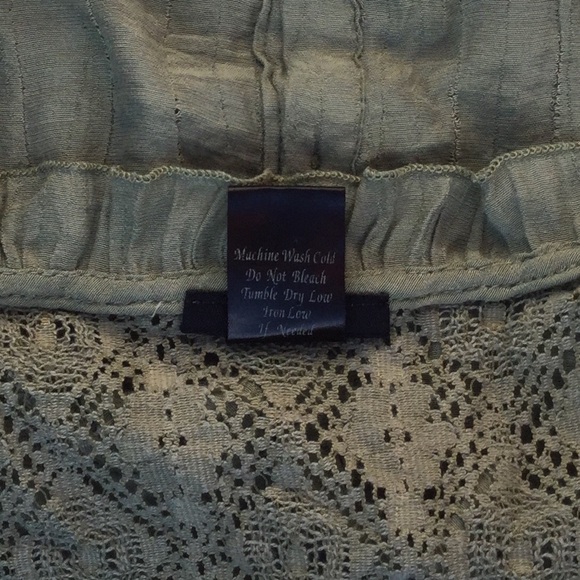 Machine Wash Cold
Do Not Bleach
Tumble Dry Low
Iron Low
If Needed